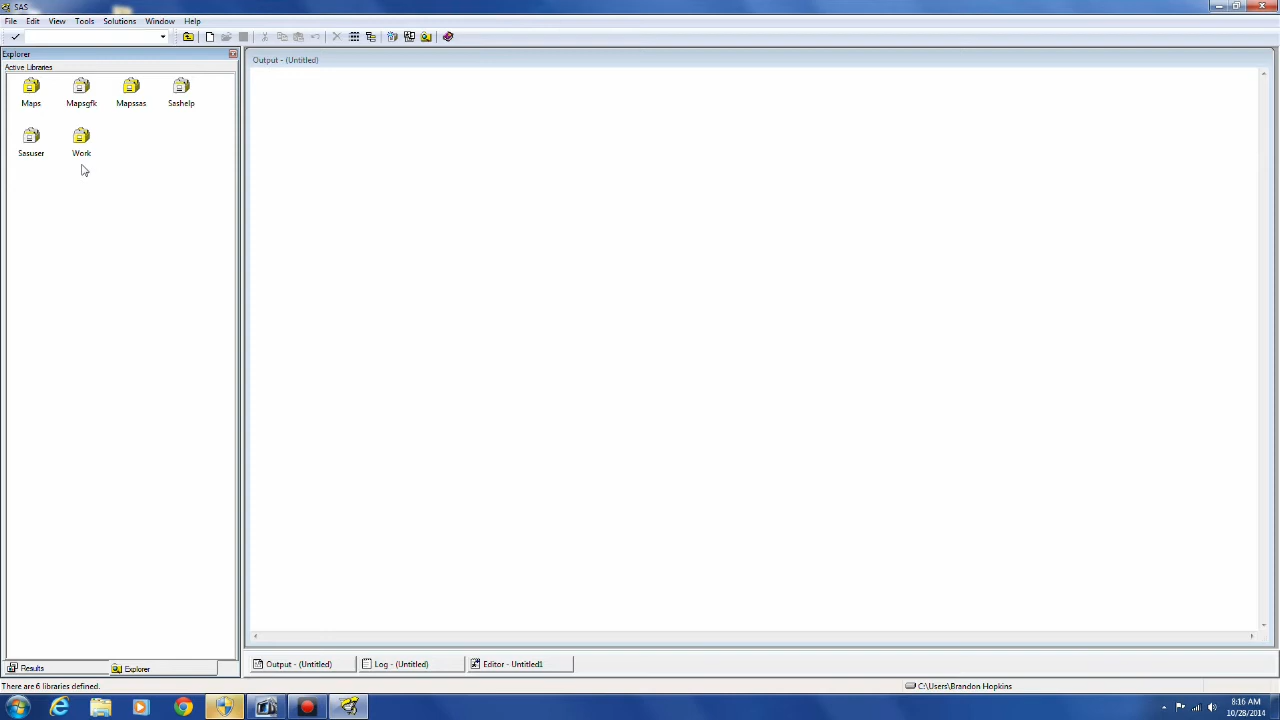 SAS
File Edit View Tools Solutions Window Help
Explorer
Active Libraries
Maps Mapsgfk Mapssas Sashelp
Sasuser Work
Output - (Untitled)
Results Explorer
Output - (Untitled) Log - (Untitled) Editor - Untitled1
There are 6 libraries defined.
C:\Users\Brandon Hopkins
8:16 AM
10/28/2014